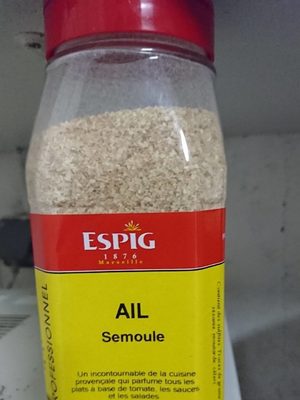 ESPIG
1876
Marseille
AIL
Semoule
Un incontournable de la cuisine
provençale qui parfume tous les
plats à base de tomate, les sauces
et les salades.
PROFESSIONNEL